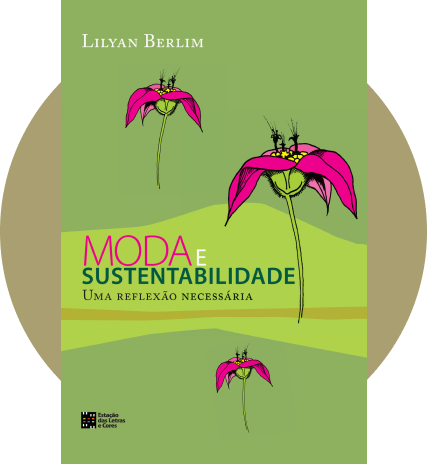 Lilyan Berlim
MODA E
SUSTENTABILIDADE
Uma reflexão necessária
Estação
das Letras
e Cores